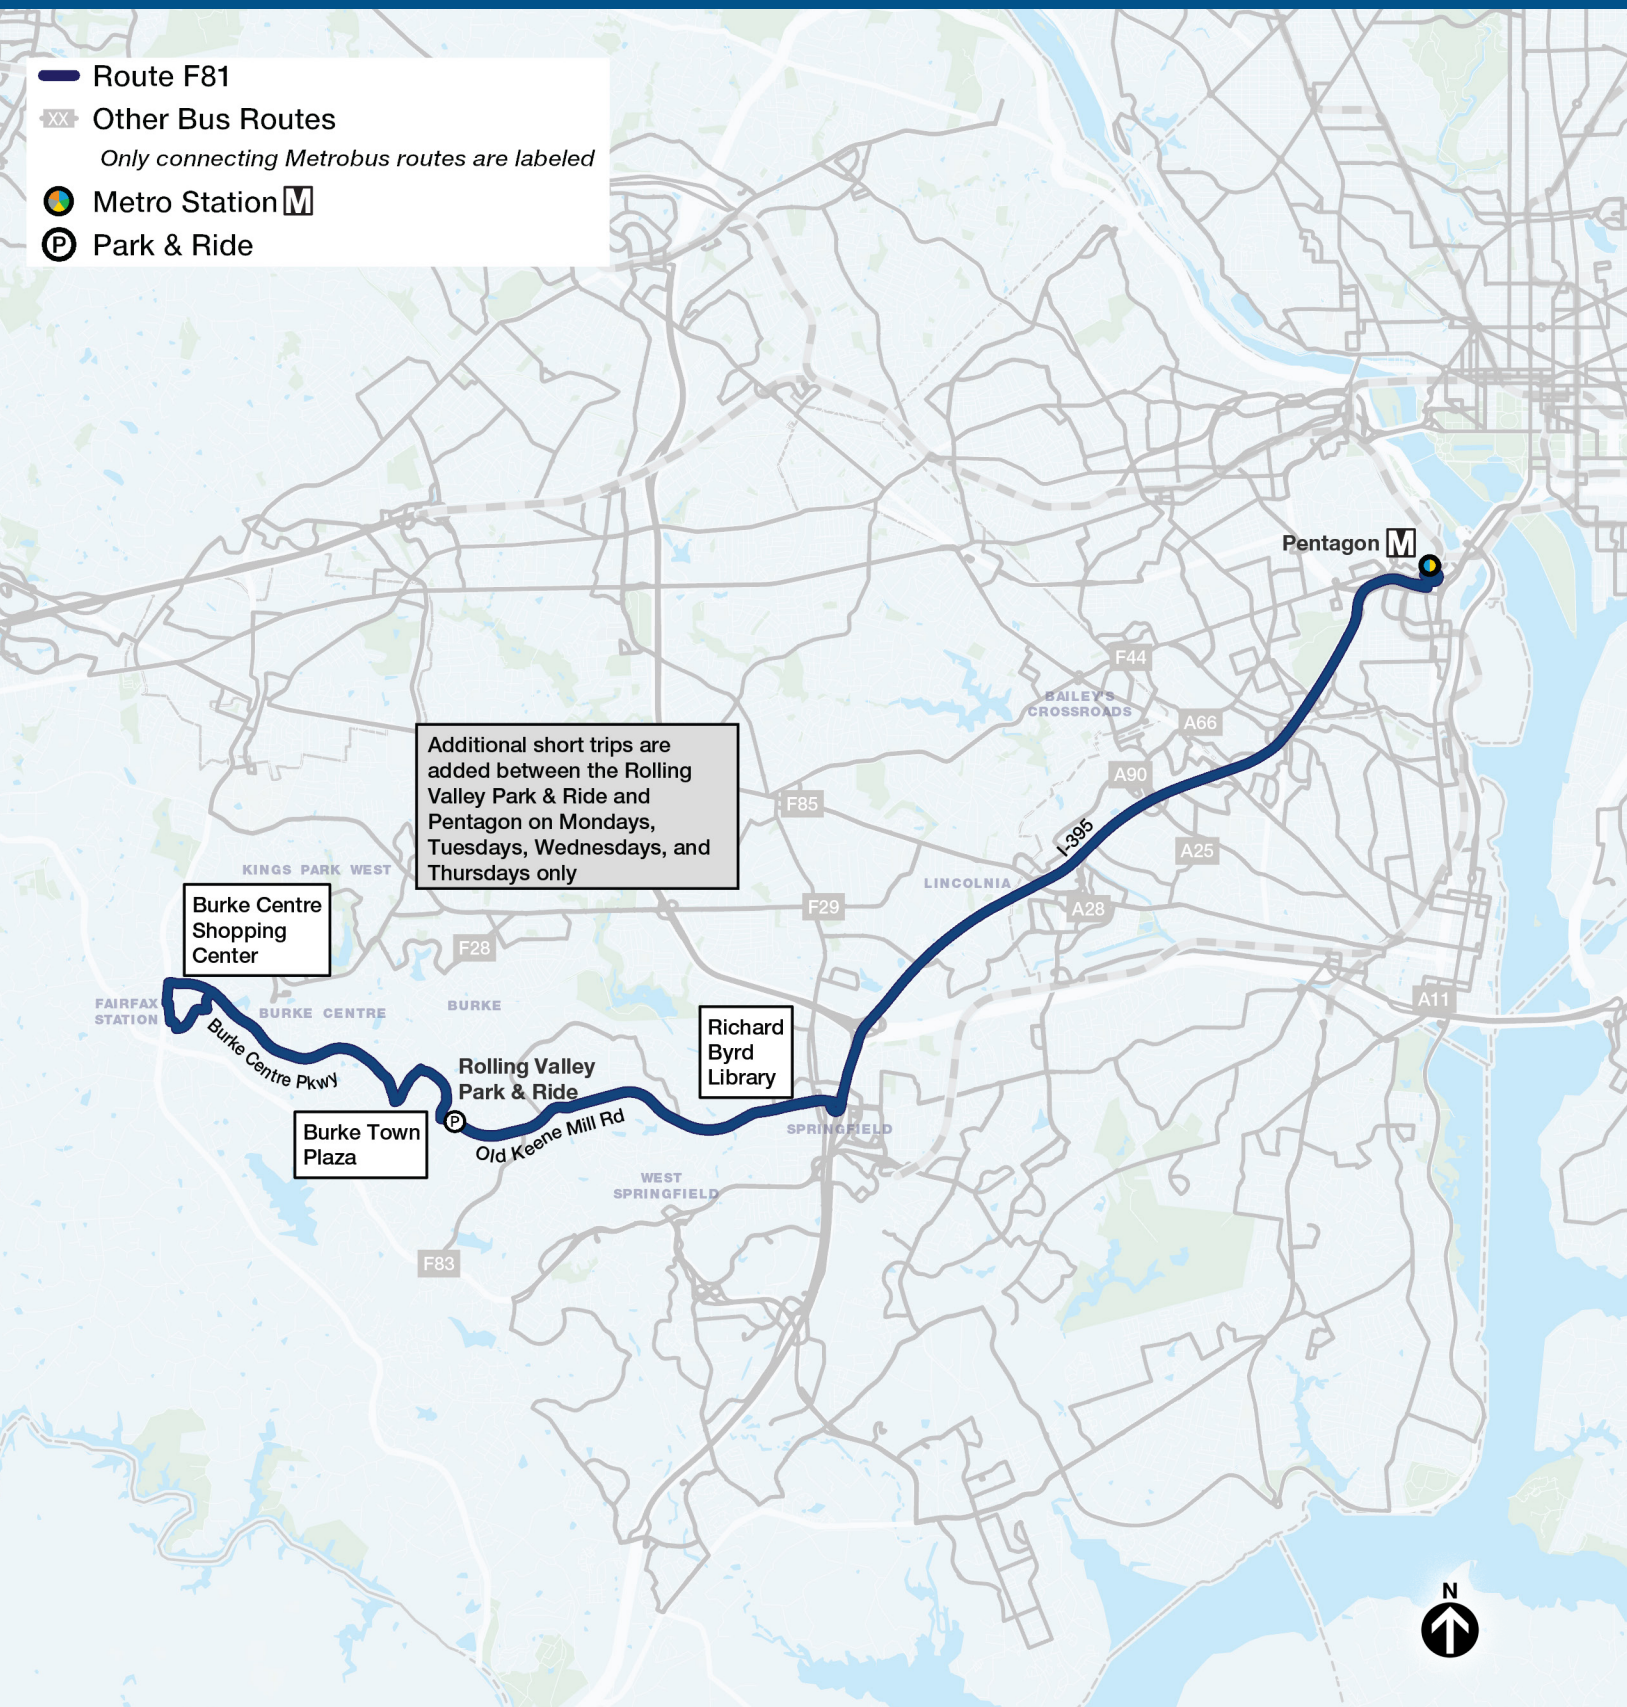 Route F81
XX Other Bus Routes
Only connecting Metrobus routes are labeled
Metro Station M
P Park & Ride
Pentagon M
F44
BAILEY'S
CROSSROADS
A66
A90
Additional short trips are
added between the Rolling
Valley Park & Ride and
Pentagon on Mondays,
Tuesdays, Wednesdays, and
Thursdays only
F85
I-395
A25
KINGS PARK WEST
LINCOLNIA
Burke Centre
Shopping
Center
F29
A28
F28
FAIRFAX
STATION
BURKE CENTRE
BURKE
A11
Richard
Byrd
Library
Burke Centre Pkwy
Rolling Valley
Park & Ride
P
Burke Town
Plaza
Old Keene Mill Rd
SPRINGFIELD
WEST
SPRINGFIELD
F83
N